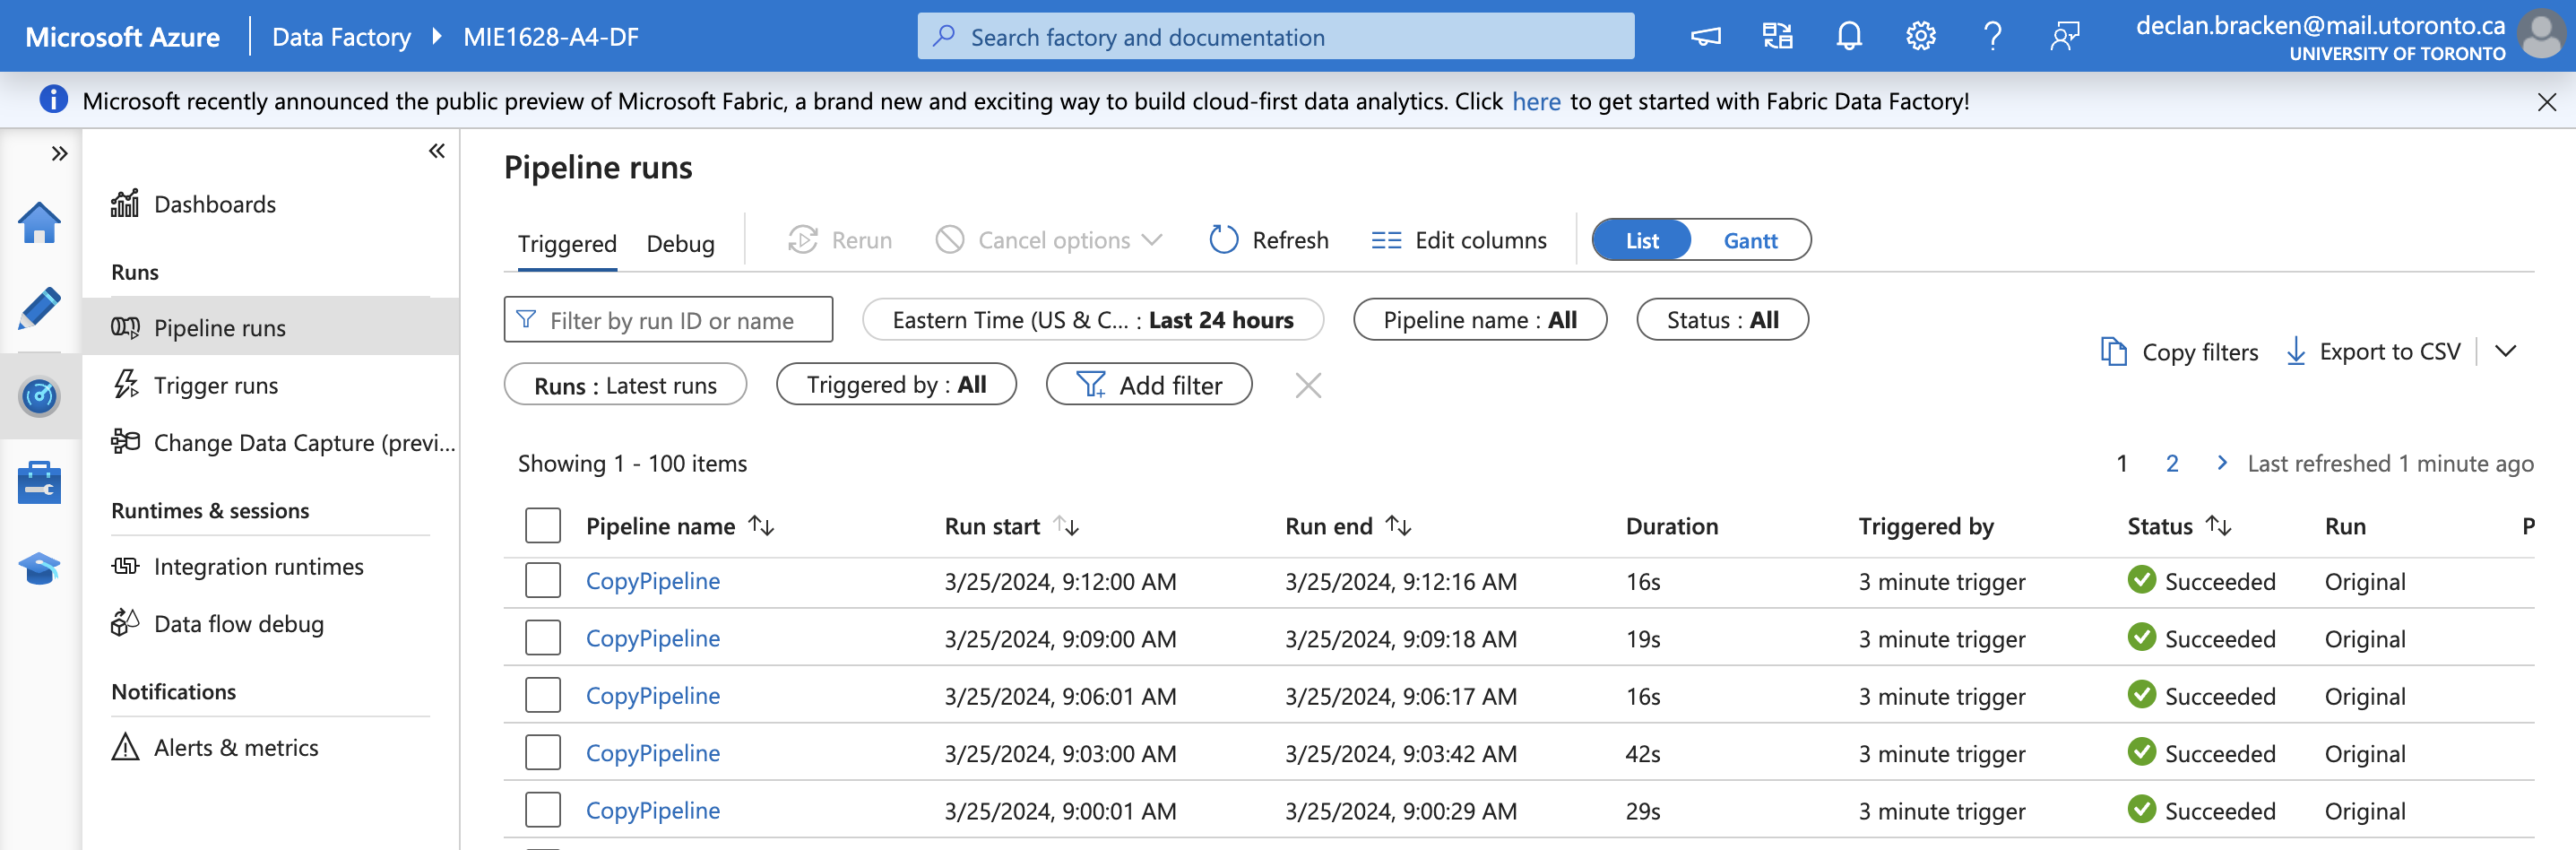 Microsoft Azure Data Factory MIE1628-A4-DF Search factory and documentation declan.bracken@mail.utoronto.ca
UNIVERSITY OF TORONTO
Microsoft recently announced the public preview of Microsoft Fabric, a brand new and exciting way to build cloud-first data analytics. Click here to get started with Fabric Data Factory!
Dashboards
Runs
Pipeline runs
Trigger runs
Change Data Capture (previ...
Runtimes & sessions
Integration runtimes
Data flow debug
Notifications
Alerts & metrics
Pipeline runs
Triggered Debug Rerun Cancel options Refresh Edit columns List Gantt
Filter by run ID or name Eastern Time (US & C... : Last 24 hours Pipeline name : All Status : All
Runs : Latest runs Triggered by : All Add filter
Copy filters Export to CSV
Showing 1 - 100 items 1 2 Last refreshed 1 minute ago
Pipeline name Run start Run end Duration Triggered by Status Run P
CopyPipeline 3/25/2024, 9:12:00 AM 3/25/2024, 9:12:16 AM 16s 3 minute trigger Succeeded Original
CopyPipeline 3/25/2024, 9:09:00 AM 3/25/2024, 9:09:18 AM 19s 3 minute trigger Succeeded Original
CopyPipeline 3/25/2024, 9:06:01 AM 3/25/2024, 9:06:17 AM 16s 3 minute trigger Succeeded Original
CopyPipeline 3/25/2024, 9:03:00 AM 3/25/2024, 9:03:42 AM 42s 3 minute trigger Succeeded Original
CopyPipeline 3/25/2024, 9:00:01 AM 3/25/2024, 9:00:29 AM 29s 3 minute trigger Succeeded Original